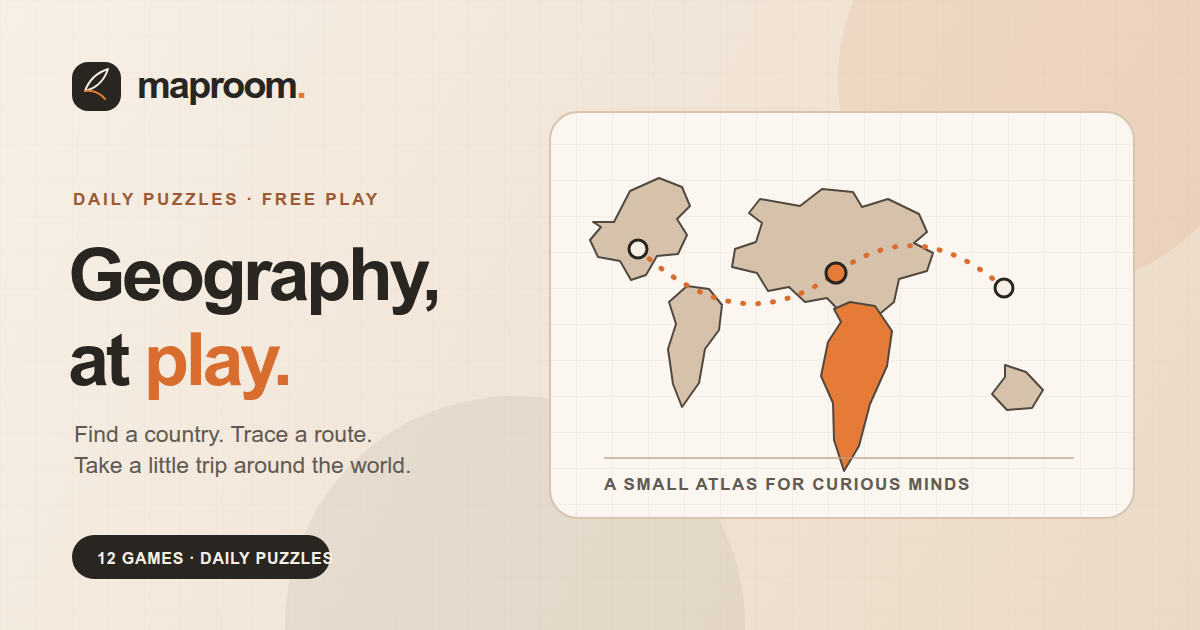 maproom.
DAILY PUZZLES · FREE PLAY
Geography,
at play.
Find a country. Trace a route.
Take a little trip around the world.
12 GAMES · DAILY PUZZLES
A SMALL ATLAS FOR CURIOUS MINDS